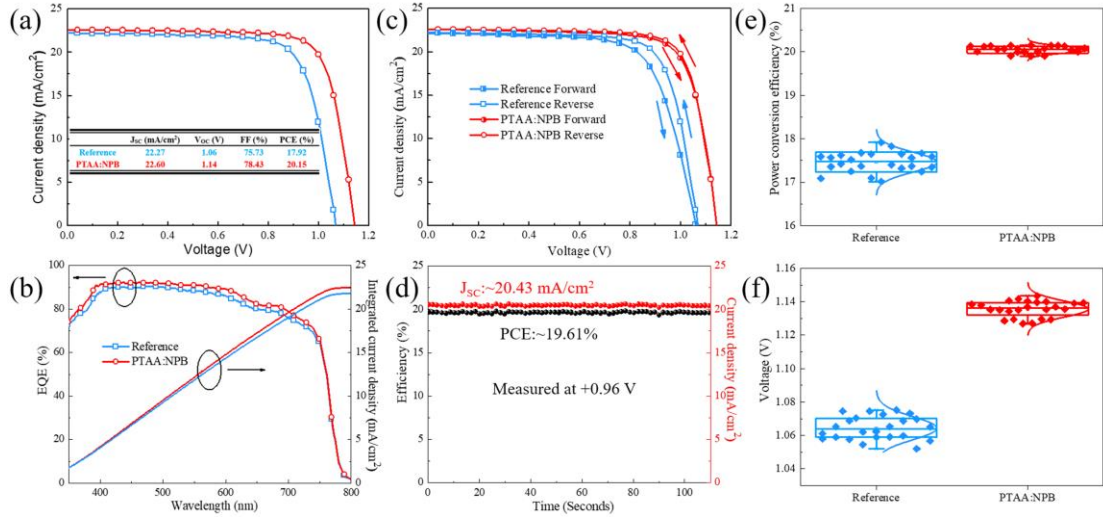 (a)
Current density (mA/cm²)
25
20
15
10
5
0
J_SC (mA/cm²) V_OC (V) FF (%) PCE (%)
Reference 22.27 1.06 75.73 17.92
PTAA:NPB 22.60 1.14 78.43 20.15
0.0 0.2 0.4 0.6 0.8 1.0 1.2
Voltage (V)
(c)
Current density (mA/cm²)
25
20
15
10
5
0
Reference Forward
Reference Reverse
PTAA:NPB Forward
PTAA:NPB Reverse
0.0 0.2 0.4 0.6 0.8 1.0 1.2
Voltage (V)
(e)
Power conversion efficiency (%)
21
20
19
18
17
16
Reference PTAA:NPB
(b)
EQE (%)
100
80
60
40
20
0
Reference
PTAA:NPB
25
20
15
10
5
0
Integrated current density (mA/cm²)
400 500 600 700 800
Wavelength (nm)
(d)
Efficiency (%)
25
20
15
10
5
0
J_SC:~20.43 mA/cm²
PCE:~19.61%
Measured at +0.96 V
25
20
15
10
5
0
Current density (mA/cm²)
0 20 40 60 80 100
Time (Seconds)
(f)
Voltage (V)
1.16
1.14
1.12
1.10
1.08
1.06
1.04
Reference PTAA:NPB